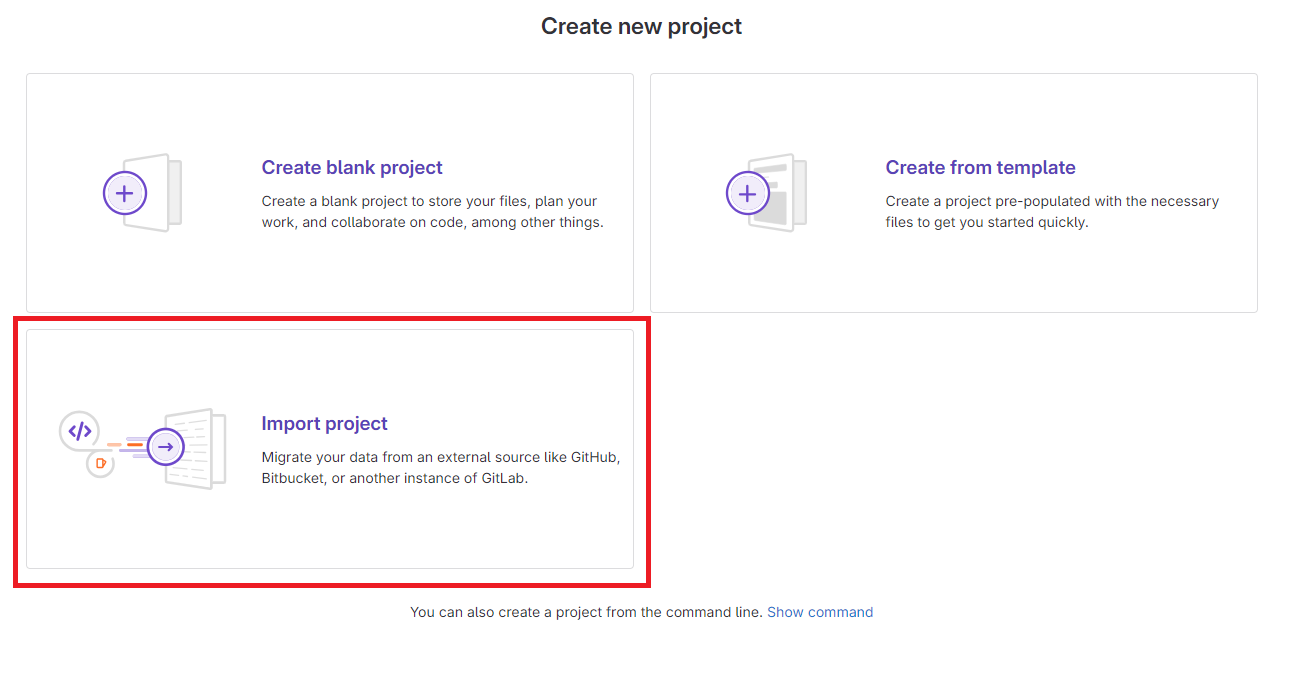 Create new project
Create blank project
Create a blank project to store your files, plan your
work, and collaborate on code, among other things.
Create from template
Create a project pre-populated with the necessary
files to get you started quickly.
Import project
Migrate your data from an external source like GitHub,
Bitbucket, or another instance of GitLab.
You can also create a project from the command line. Show command